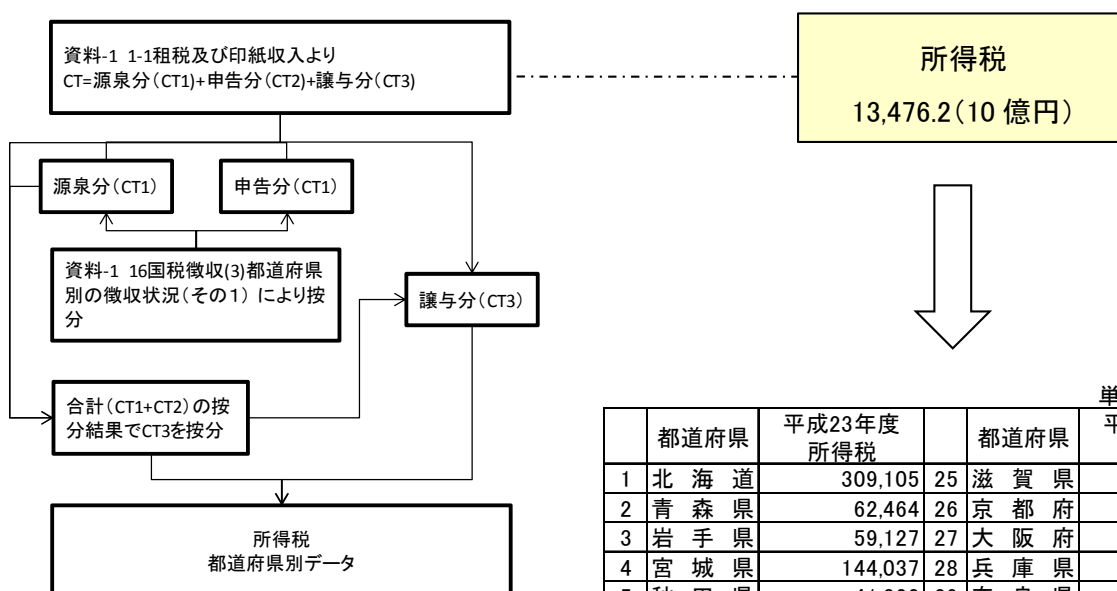 資料-1 1-1租税及び印紙収入より
CT=源泉分(CT1)+申告分(CT2)+譲与分(CT3)
所得税
13,476.2(10 億円)
源泉分(CT1)
申告分(CT1)
資料-1 16国税徴収(3)都道府県
別の徴収状況(その1) により按
分
譲与分(CT3)
合計(CT1+CT2)の按
分結果でCT3を按分
所得税
都道府県別データ
単
都道府県 平成23年度 都道府県 平
所得税
1 北 海 道 309,105 25 滋 賀 県
2 青 森 県 62,464 26 京 都 府
3 岩 手 県 59,127 27 大 阪 府
4 宮 城 県 144,037 28 兵 庫 県